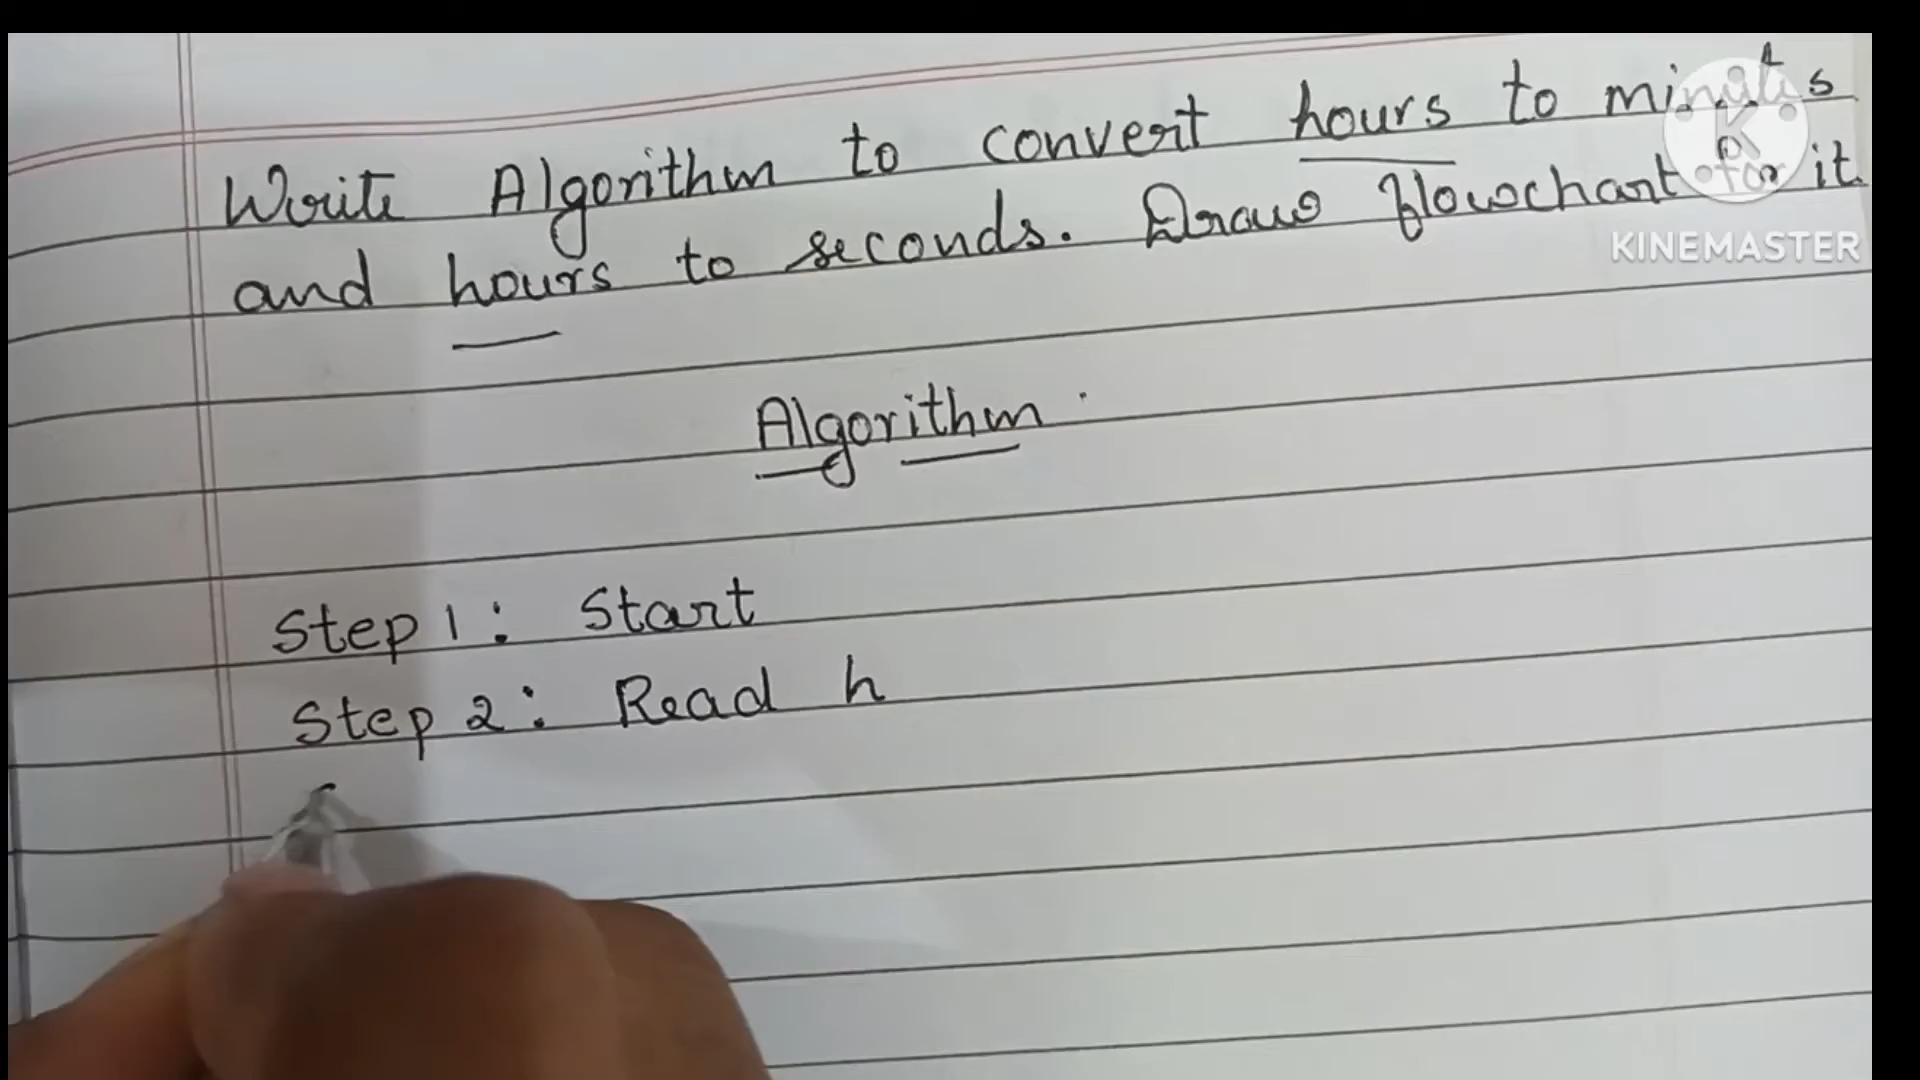 Write Algorithm to convert hours to minutes
and hours to seconds. Draw flowchart for it.
KINEMASTER
Algorithm
Step 1: Start
Step 2: Read h